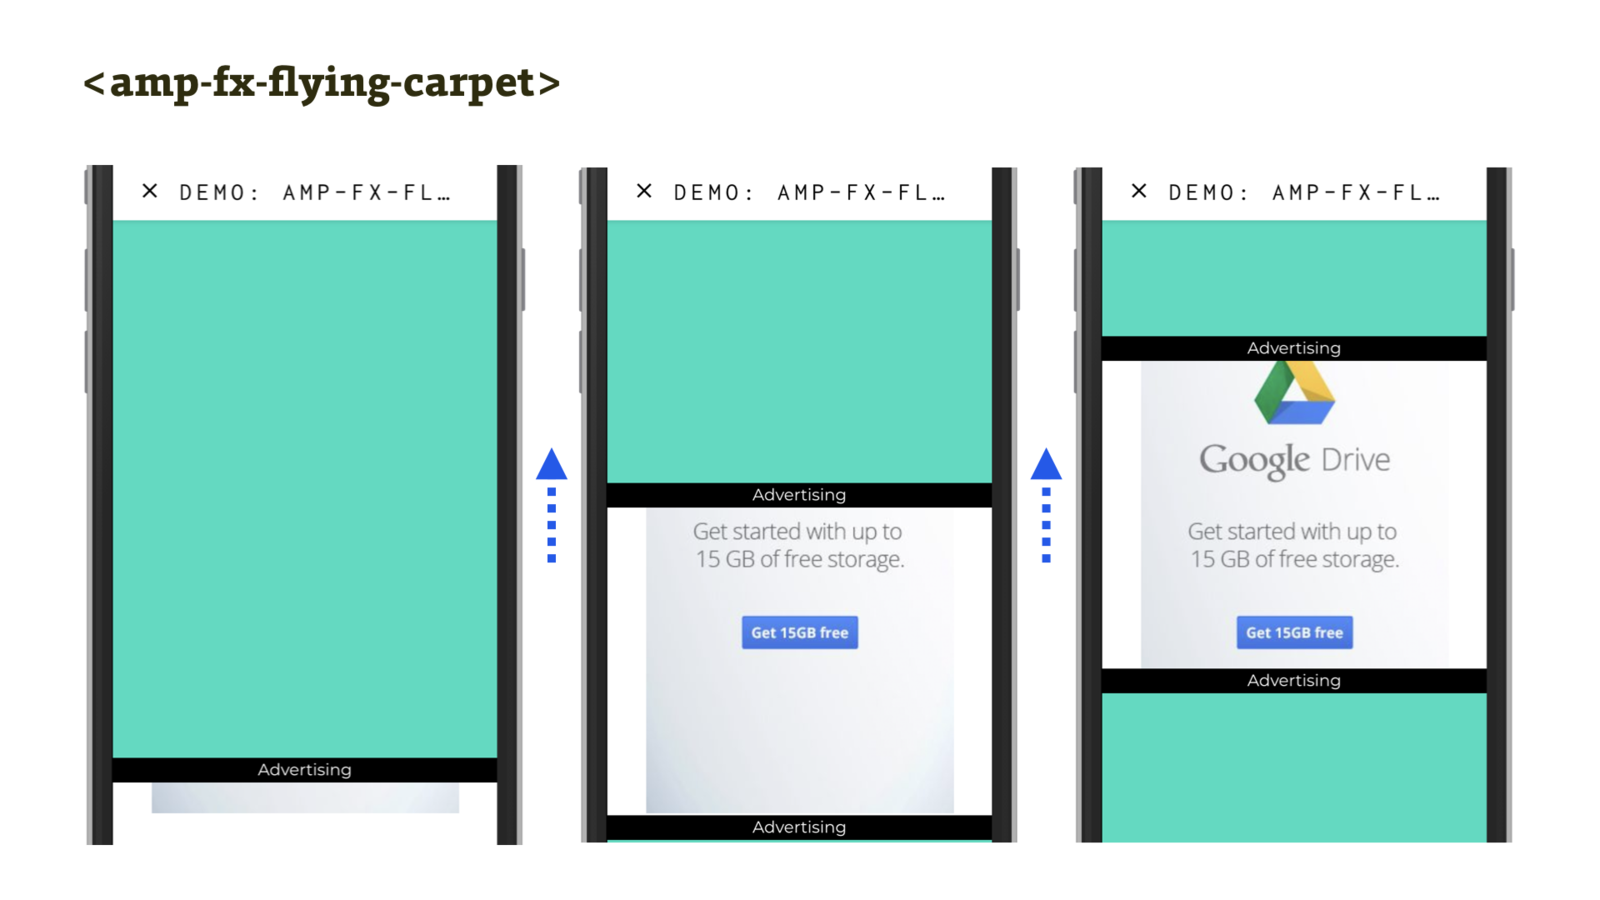 <amp-fx-flying-carpet>
× DEMO: AMP-FX-FL…
Advertising
× DEMO: AMP-FX-FL…
Advertising
Get started with up to
15 GB of free storage.
Get 15GB free
Advertising
× DEMO: AMP-FX-FL…
Advertising
Google Drive
Get started with up to
15 GB of free storage.
Get 15GB free
Advertising